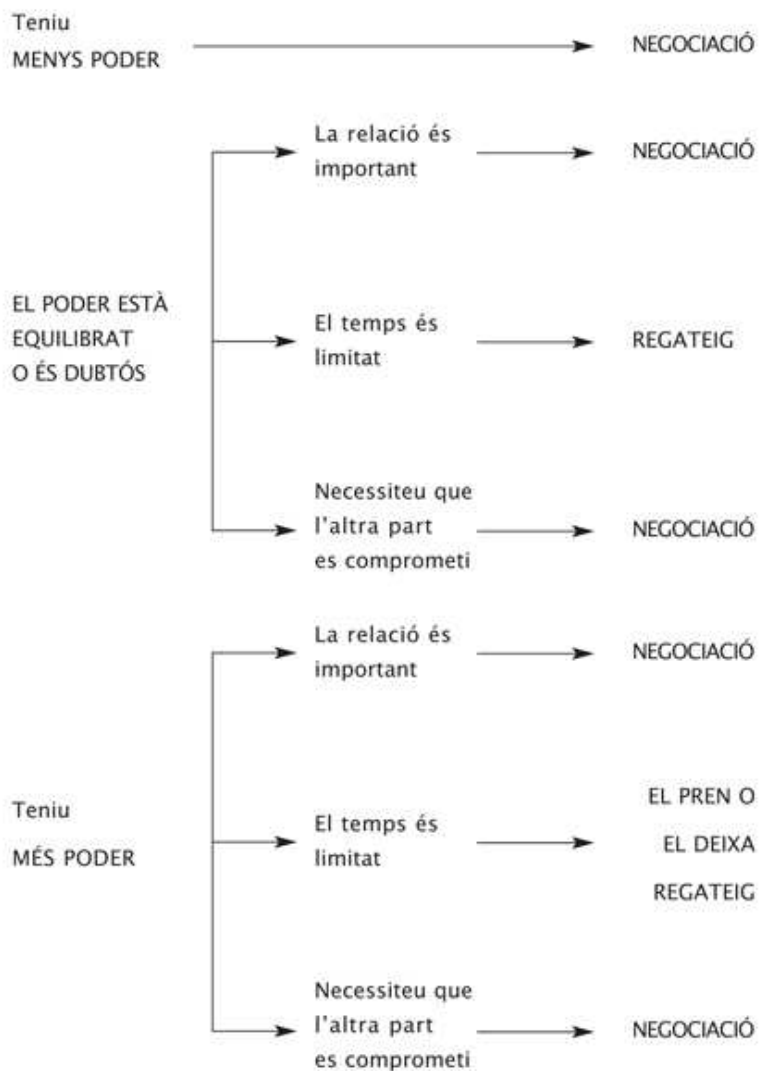 Teniu
MENYS PODER
NEGOCIACIÓ
La relació és
important
NEGOCIACIÓ
EL PODER ESTÀ
EQUILIBRAT
O ÉS DUBTÓS
El temps és
limitat
REGATEIG
Necessiteu que
l'altra part
es comprometi
NEGOCIACIÓ
La relació és
important
NEGOCIACIÓ
Teniu
MÉS PODER
El temps és
limitat
EL PREN O
EL DEIXA
REGATEIG
Necessiteu que
l'altra part
es comprometi
NEGOCIACIÓ